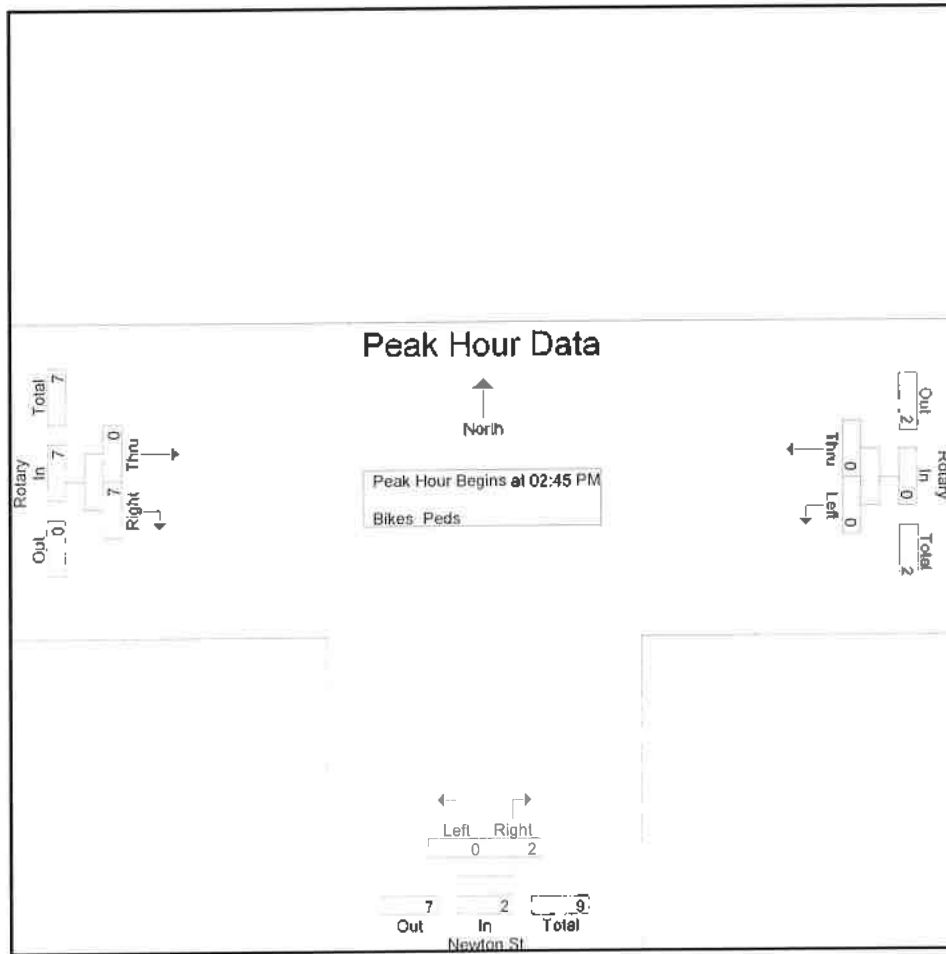 Peak Hour Data
North
Peak Hour Begins at 02:45 PM
Bikes Peds
Rotary
Out In Total
0 7 7
Right Thru
7 0
Rotary
Out In Total
2 0 2
Thru Left
0 0
Left Right
0 2
7 2 9
Out In Total
Newton St